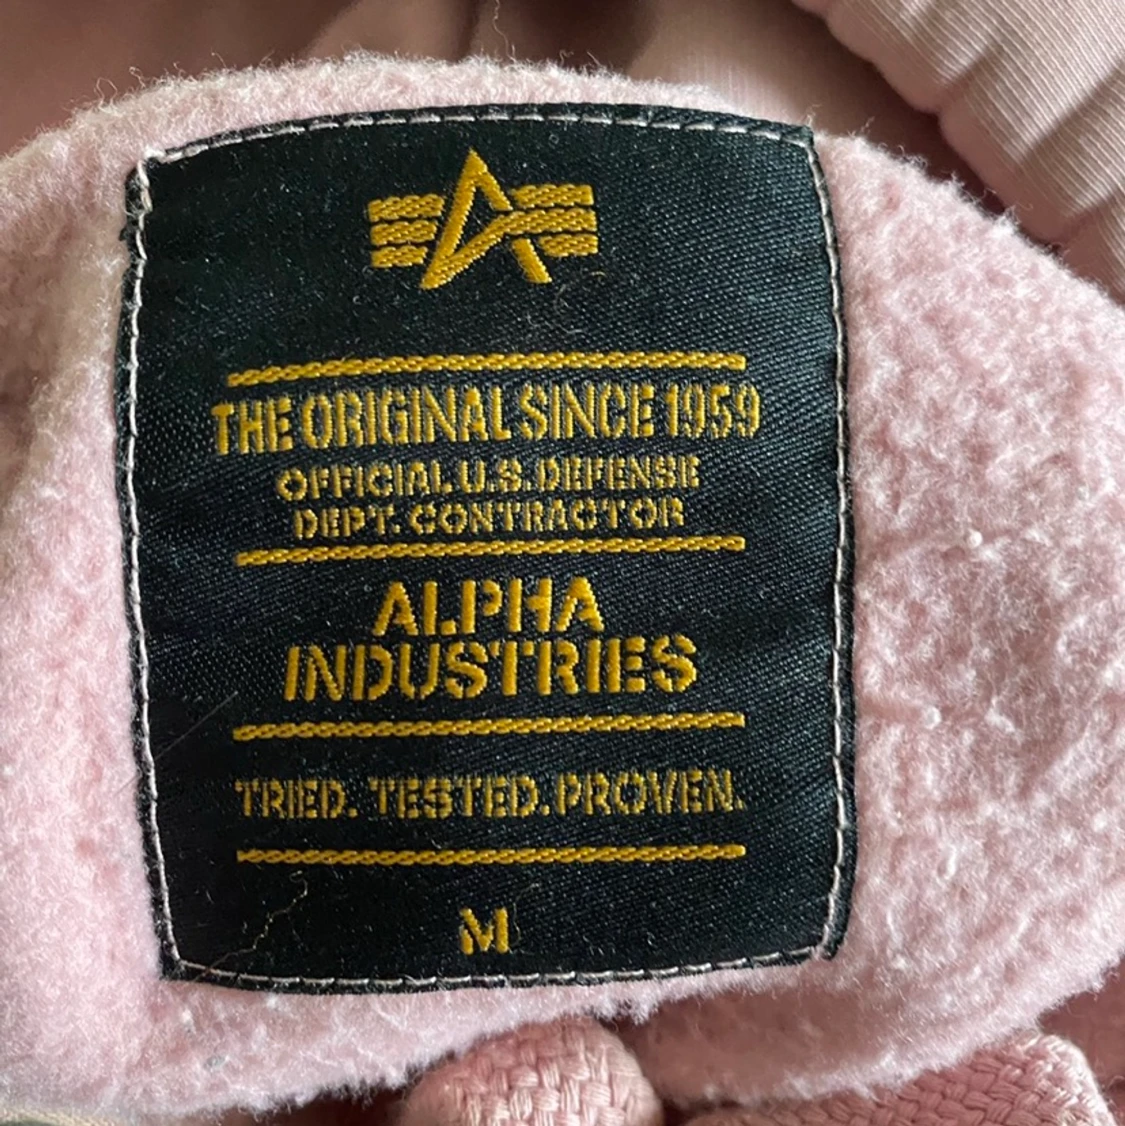 THE ORIGINAL SINCE 1959
OFFICIAL U.S. DEFENSE
DEPT. CONTRACTOR
ALPHA
INDUSTRIES
TRIED. TESTED. PROVEN.
M